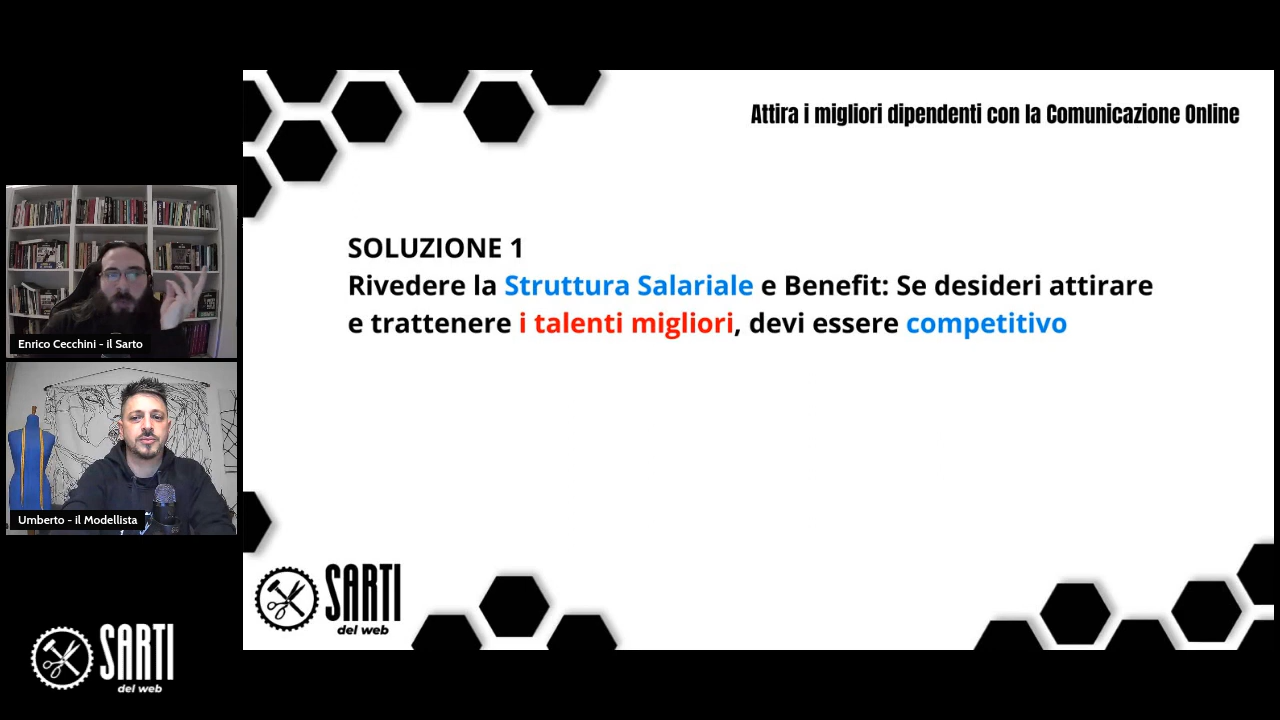 Attira i migliori dipendenti con la Comunicazione Online
SOLUZIONE 1
Rivedere la Struttura Salariale e Benefit: Se desideri attirare
e trattenere i talenti migliori, devi essere competitivo
Enrico Cecchini - il Sarto
Umberto - il Modellista
SARTI
del web
SARTI
del web